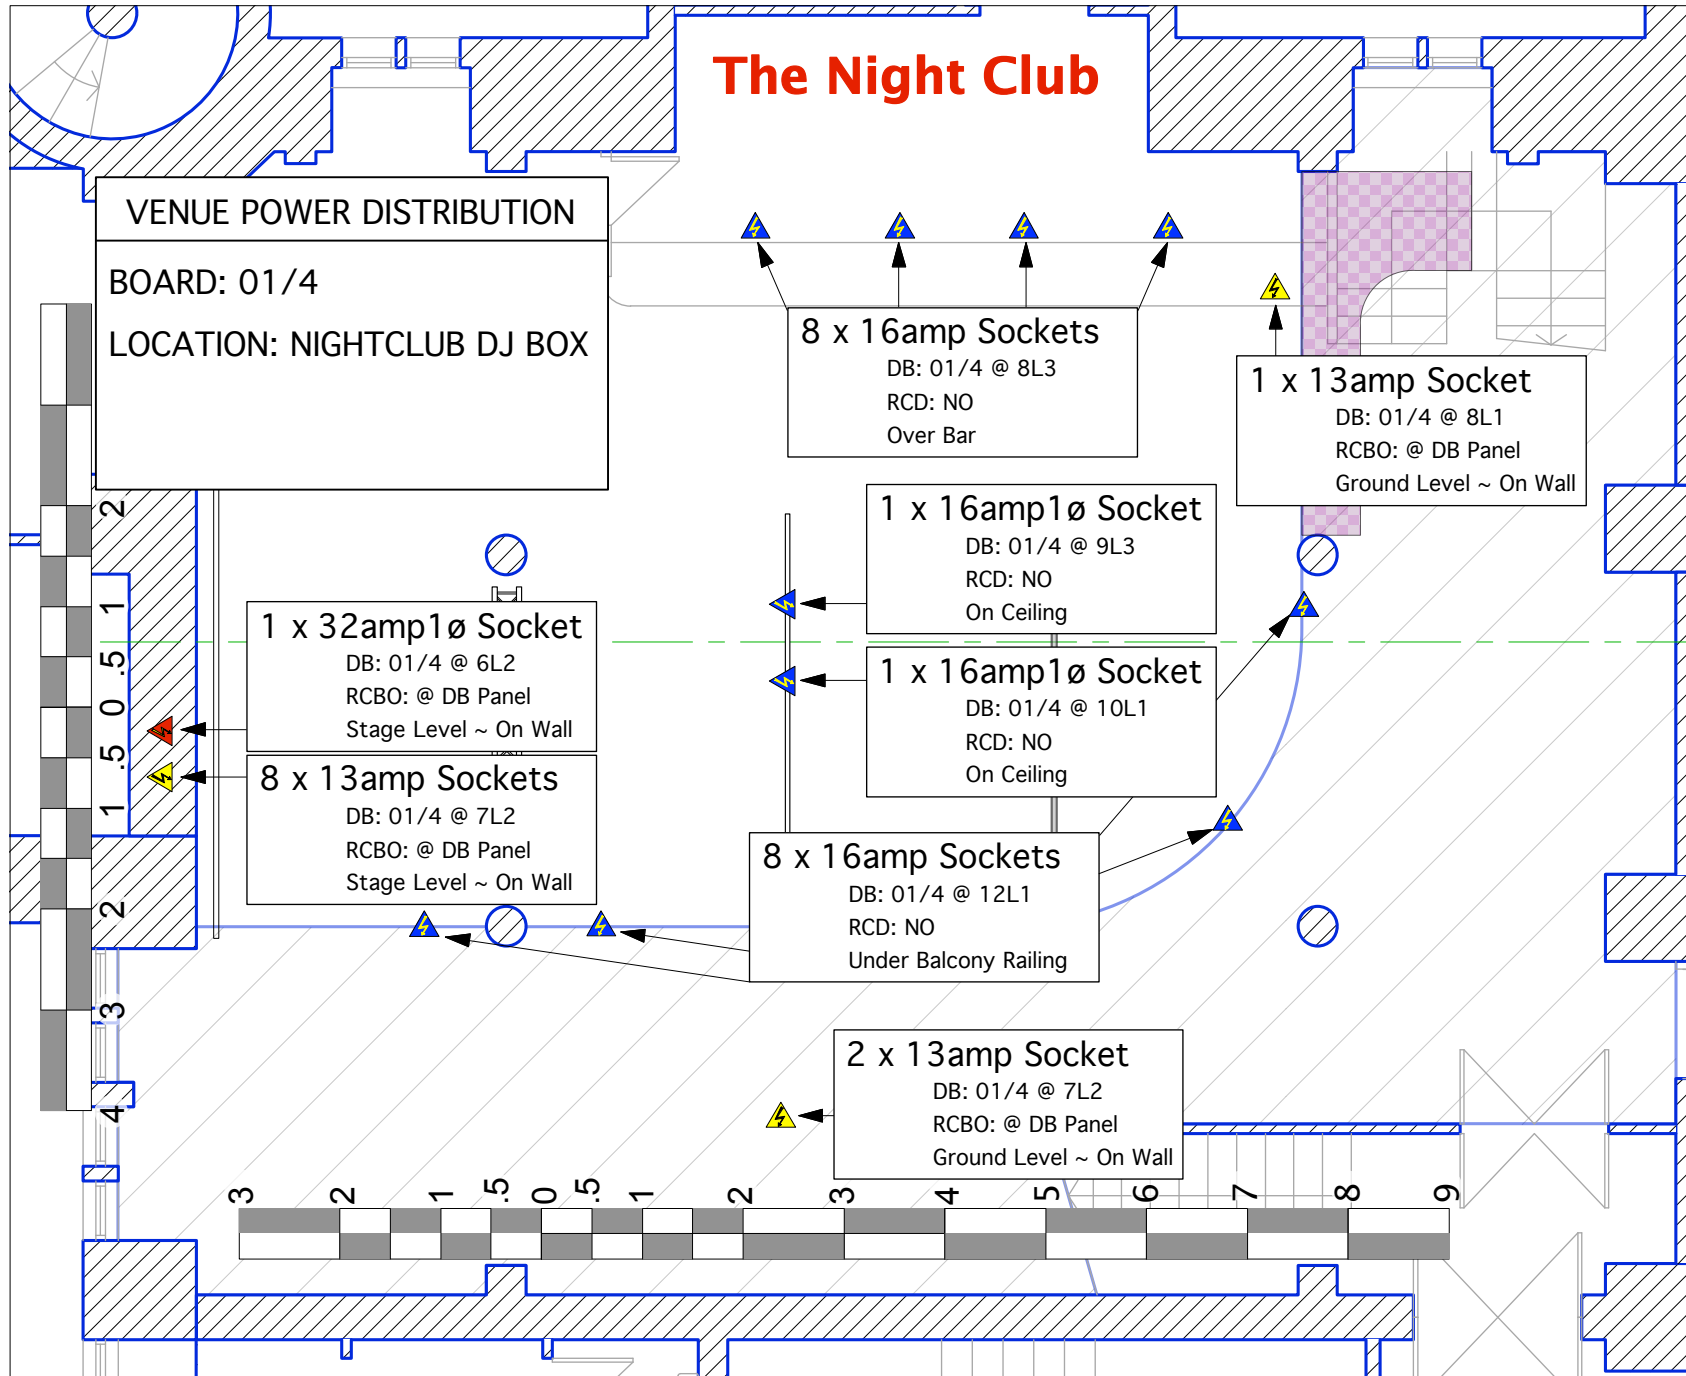 The Night Club
VENUE POWER DISTRIBUTION
BOARD: 01/4
LOCATION: NIGHTCLUB DJ BOX
8 x 16amp Sockets
DB: 01/4 @ 8L3
RCD: NO
Over Bar
1 x 13amp Socket
DB: 01/4 @ 8L1
RCBO: @ DB Panel
Ground Level ~ On Wall
1 x 16amp1ø Socket
DB: 01/4 @ 9L3
RCD: NO
On Ceiling
1 x 32amp1ø Socket
DB: 01/4 @ 6L2
RCBO: @ DB Panel
Stage Level ~ On Wall
1 x 16amp1ø Socket
DB: 01/4 @ 10L1
RCD: NO
On Ceiling
8 x 13amp Sockets
DB: 01/4 @ 7L2
RCBO: @ DB Panel
Stage Level ~ On Wall
8 x 16amp Sockets
DB: 01/4 @ 12L1
RCD: NO
Under Balcony Railing
2 x 13amp Socket
DB: 01/4 @ 7L2
RCBO: @ DB Panel
Ground Level ~ On Wall
2
1
.5
0
.5
1
2
3
4
3 2 1 .5 0 .5 1 2 3 4 5 6 7 8 9